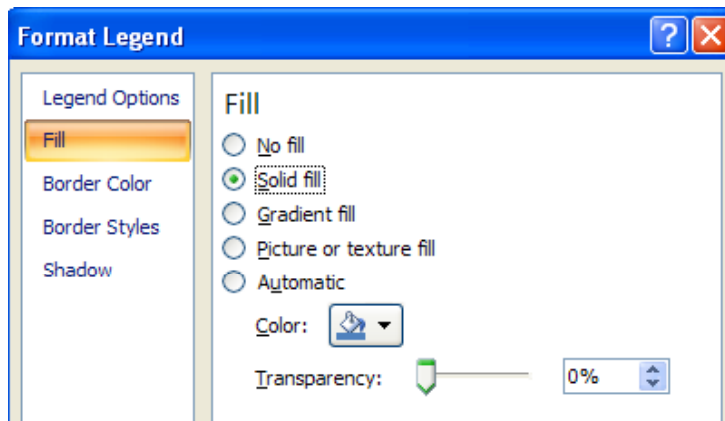 Format Legend
Legend Options
Fill
Border Color
Border Styles
Shadow
Fill
No fill
Solid fill
Gradient fill
Picture or texture fill
Automatic
Color:
Transparency: 0%